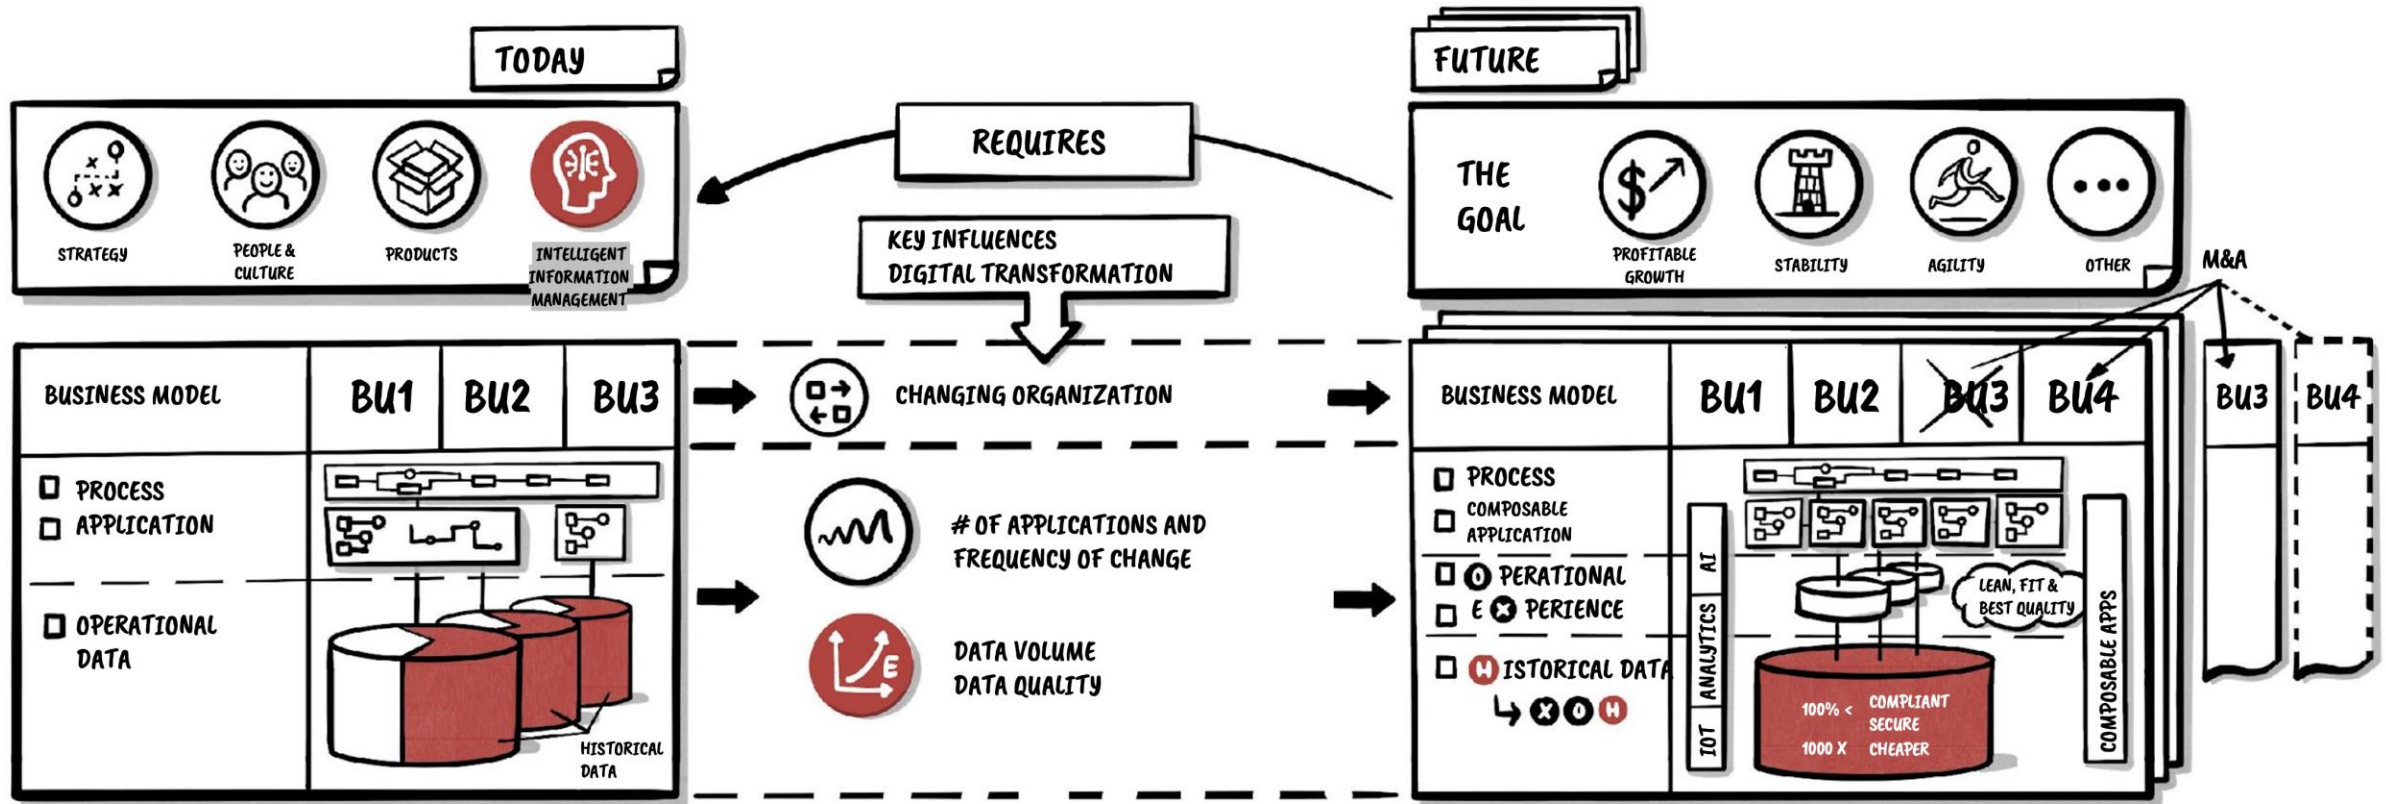 TODAY
STRATEGY
PEOPLE &
CULTURE
PRODUCTS
INTELLIGENT
INFORMATION
MANAGEMENT
REQUIRES
KEY INFLUENCES
DIGITAL TRANSFORMATION
FUTURE
THE
GOAL
$
PROFITABLE
GROWTH
STABILITY
AGILITY
OTHER
M&A
BUSINESS MODEL
BU1
BU2
BU3
PROCESS
APPLICATION
OPERATIONAL
DATA
HISTORICAL
DATA
CHANGING ORGANIZATION
# OF APPLICATIONS AND
FREQUENCY OF CHANGE
E
DATA VOLUME
DATA QUALITY
BUSINESS MODEL
BU1
BU2
BU3
BU4
BU3
BU4
PROCESS
COMPOSABLE
APPLICATION
OPERATIONAL
EXPERIENCE
HISTORICAL DATA
X O H
AI
ANALYTICS
IOT
LEAN, FIT &
BEST QUALITY
100% < COMPLIANT
SECURE
1000 X CHEAPER
COMPOSABLE APPS